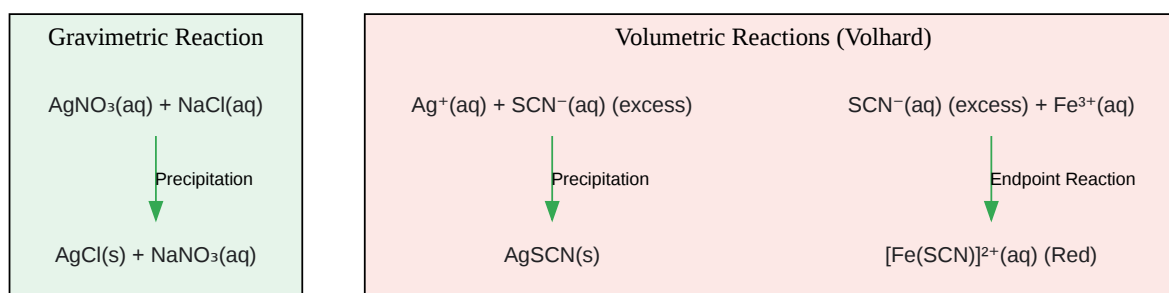 Gravimetric Reaction
AgNO₃(aq) + NaCl(aq)
Precipitation
AgCl(s) + NaNO₃(aq)
Volumetric Reactions (Volhard)
Ag⁺(aq) + SCN⁻(aq) (excess)
Precipitation
AgSCN(s)
SCN⁻(aq) (excess) + Fe³⁺(aq)
Endpoint Reaction
[Fe(SCN)]²⁺(aq) (Red)